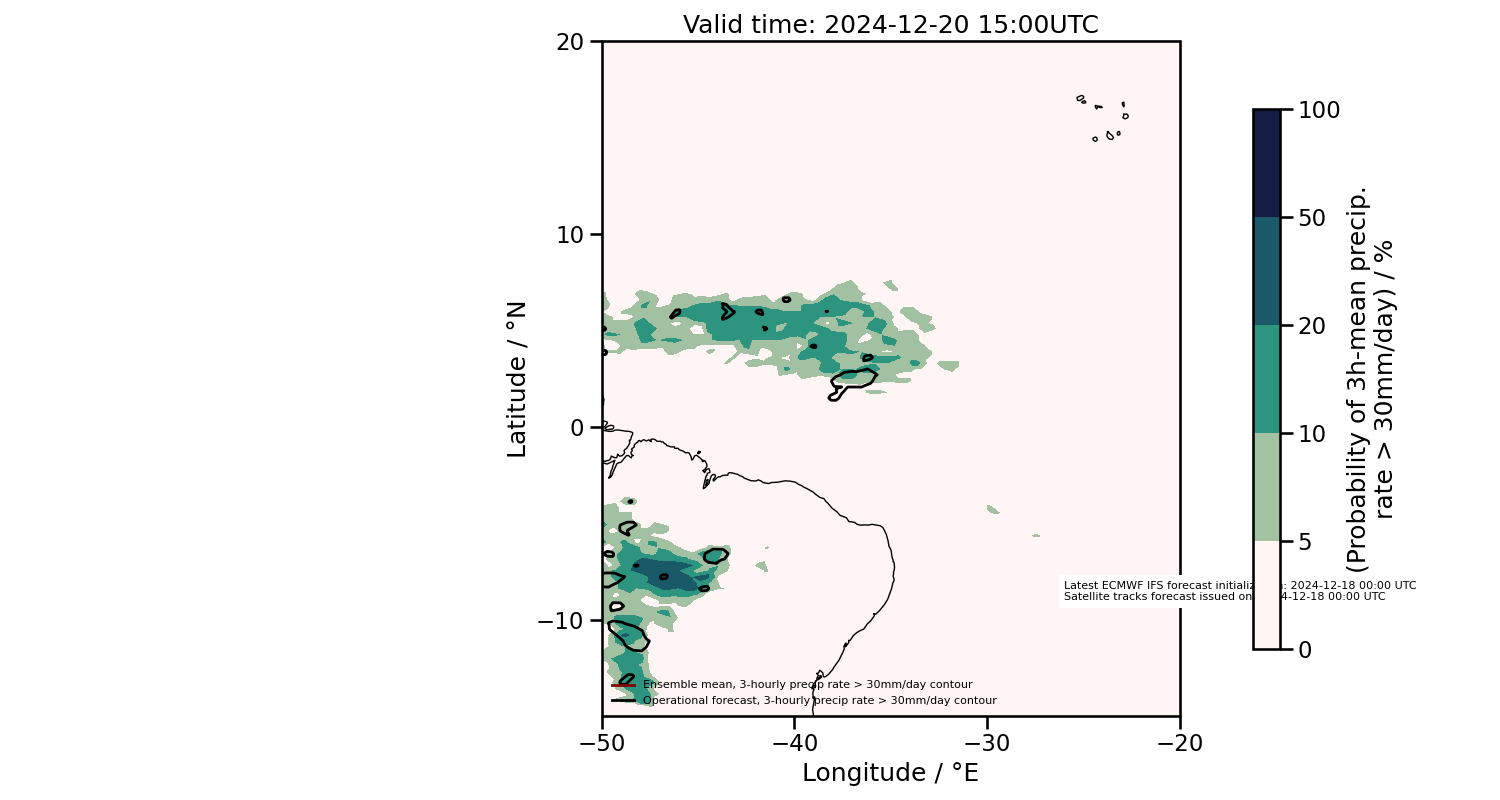 Valid time: 2024-12-20 15:00UTC
20
10
0
−10
Latitude / °N
−50
−40
−30
−20
Longitude / °E
Ensemble mean, 3-hourly precip rate > 30mm/day contour
Operational forecast, 3-hourly precip rate > 30mm/day contour
Latest ECMWF IFS forecast : 2024-12-18 00:00 UTC
Satellite tracks forecast issued on 4-12-18 00:00 UTC
100
50
20
10
5
0
(Probability of 3h-mean precip.
rate > 30mm/day) / %